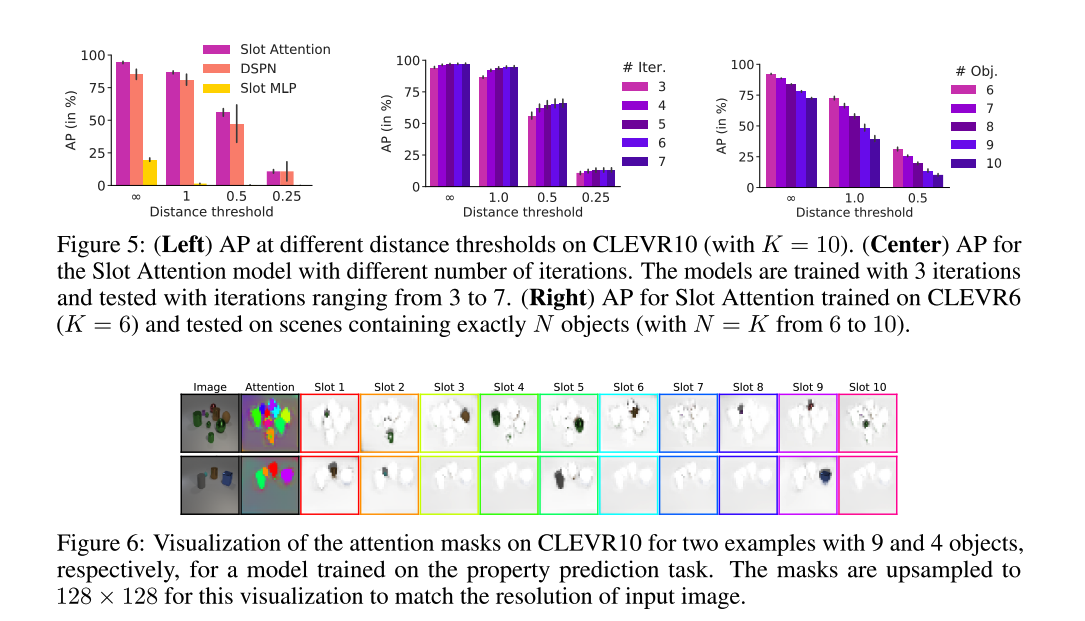 100
75
50
25
0
AP (in %)
∞ 1 0.5 0.25
Distance threshold
Slot Attention
DSPN
Slot MLP
100
75
50
25
0
AP (in %)
∞ 1.0 0.5 0.25
Distance threshold
# Iter.
3
4
5
6
7
100
75
50
25
0
AP (in %)
∞ 1.0 0.5
Distance threshold
# Obj.
6
7
8
9
10
Figure 5: (Left) AP at different distance thresholds on CLEVR10 (with K = 10). (Center) AP for
the Slot Attention model with different number of iterations. The models are trained with 3 iterations
and tested with iterations ranging from 3 to 7. (Right) AP for Slot Attention trained on CLEVR6
(K = 6) and tested on scenes containing exactly N objects (with N = K from 6 to 10).
Image Attention Slot 1 Slot 2 Slot 3 Slot 4 Slot 5 Slot 6 Slot 7 Slot 8 Slot 9 Slot 10
Figure 6: Visualization of the attention masks on CLEVR10 for two examples with 9 and 4 objects,
respectively, for a model trained on the property prediction task. The masks are upsampled to
128 × 128 for this visualization to match the resolution of input image.